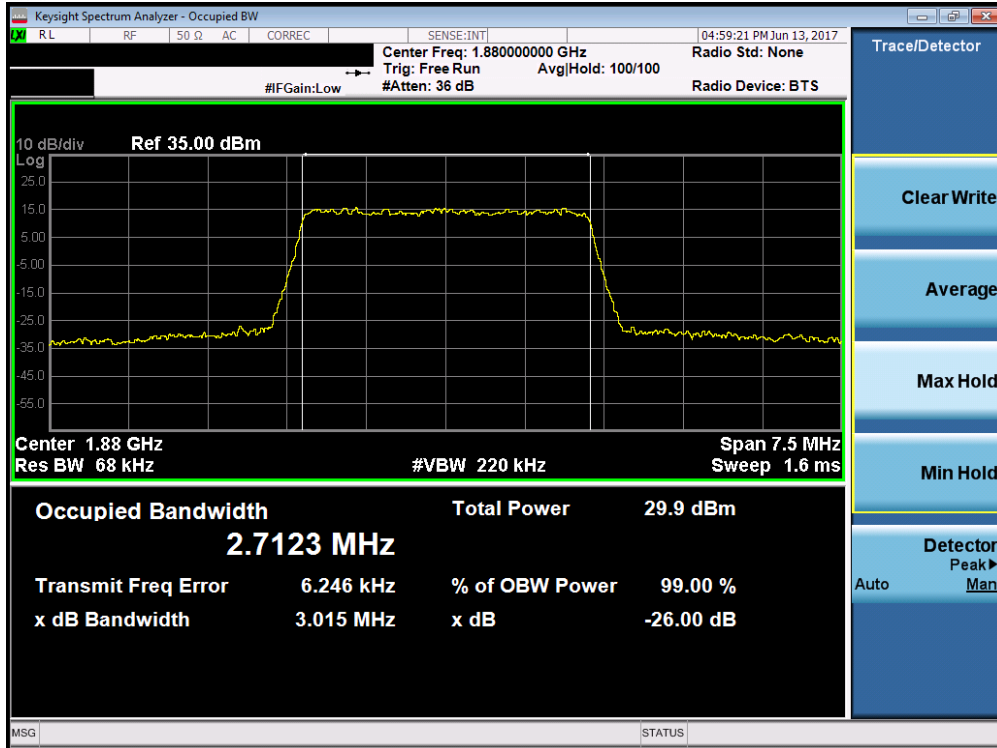 Keysight Spectrum Analyzer - Occupied BW
LXI RL RF 50 Ω AC CORREC SENSE:INT 04:59:21 PM Jun 13, 2017
Center Freq: 1.880000000 GHz Radio Std: None
Trig: Free Run Avg|Hold: 100/100
#IFGain:Low #Atten: 36 dB Radio Device: BTS
10 dB/div Ref 35.00 dBm
Log
25.0
15.0
5.00
-5.00
-15.0
-25.0
-35.0
-45.0
-55.0
Center 1.88 GHz Span 7.5 MHz
Res BW 68 kHz #VBW 220 kHz Sweep 1.6 ms
Occupied Bandwidth Total Power 29.9 dBm
2.7123 MHz
Transmit Freq Error 6.246 kHz % of OBW Power 99.00 %
x dB Bandwidth 3.015 MHz x dB -26.00 dB
MSG STATUS
Trace/Detector
Clear Write
Average
Max Hold
Min Hold
Detector
Peak▶
Auto Man